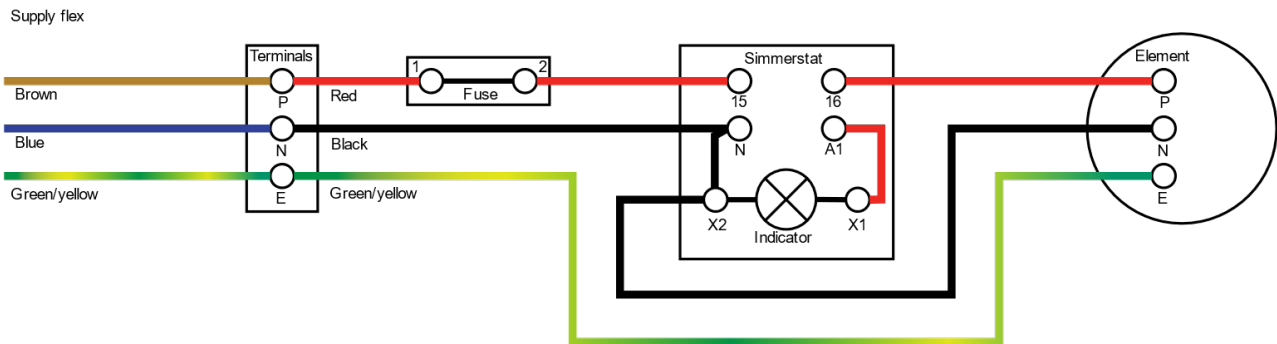 Supply flex
Terminals
1
2
Simmerstat
Element
Brown
P
Red
Fuse
15
16
P
Blue
N
Black
N
A1
N
Green/yellow
E
Green/yellow
X2
Indicator
X1
E